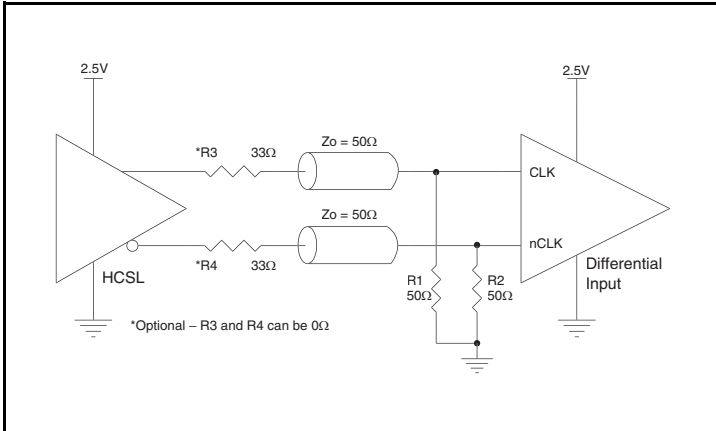 2.5V
2.5V
*R3 33Ω
Zo = 50Ω
CLK
Zo = 50Ω
nCLK
*R4 33Ω
HCSL
R1
50Ω
R2
50Ω
Differential
Input
*Optional – R3 and R4 can be 0Ω